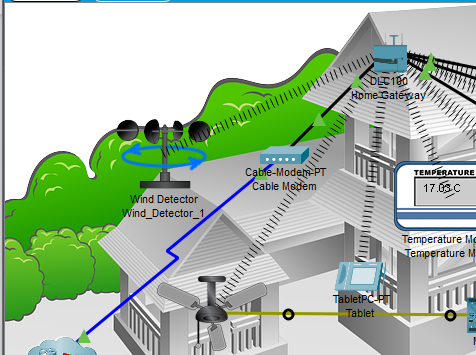 DLC100
Home Gateway
Cable-Modem-PT
Cable Modem
TEMPERATURE
17.03 C
Wind Detector
Wind_Detector_1
Temperature Mo
Temperature M
TabletPC-PT
Tablet